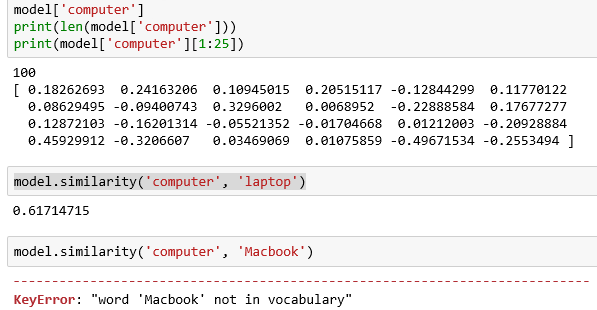 model['computer']
print(len(model['computer']))
print(model['computer'][1:25])
100
[ 0.18262693  0.24163206  0.10945015  0.20515117 -0.12844299  0.11770122
  0.08629495 -0.09400743  0.3296002   0.0068952  -0.22888584  0.17677277
  0.12872103 -0.16201314 -0.05521352 -0.01704668  0.01212003 -0.20928884
  0.45929912 -0.3206607   0.03469069  0.01075859 -0.49671534 -0.2553494 ]
model.similarity('computer', 'laptop')
0.61714715
model.similarity('computer', 'Macbook')
---------------------------------------------------------------------------
KeyError: "word 'Macbook' not in vocabulary"